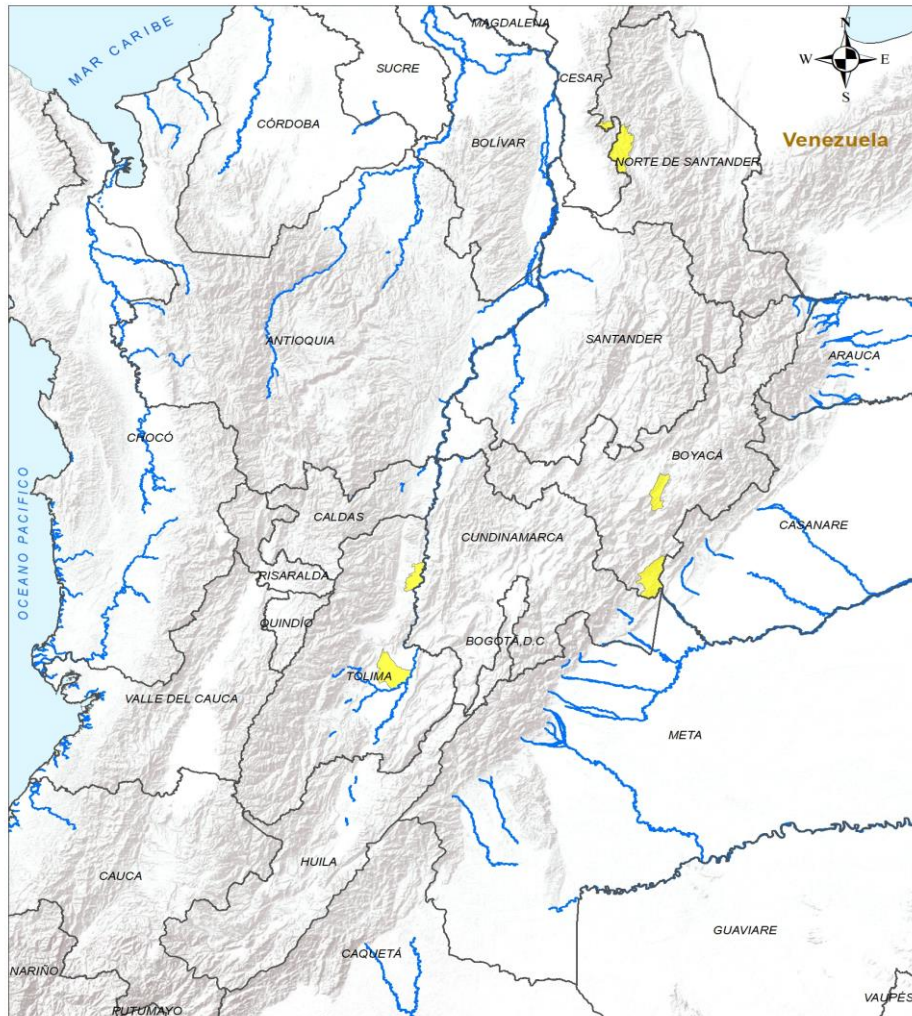 MAGDALENA
N
MAR CARIBE
SUCRE
W
E
CESAR
S
CÓRDOBA
BOLÍVAR
Venezuela
NORTE DE SANTANDER
ANTIOQUIA
SANTANDER
ARAUCA
CHOCÓ
BOYACÁ
OCEANO PACIFICO
CALDAS
CASANARE
CUNDINAMARCA
RISARALDA
QUINDÍO
BOGOTÁ, D.C
TOLIMA
VALLE DEL CAUCA
META
HUILA
CAUCA
GUAVIARE
CAQUETÁ
NARIÑO
VAUPÉS
PUTUMAYO